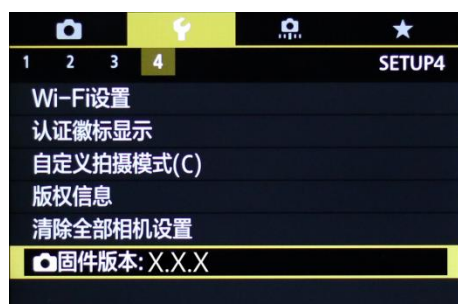 1 2 3 4 SETUP4
Wi-Fi设置
认证徽标显示
自定义拍摄模式(C)
版权信息
清除全部相机设置
固件版本:X.X.X